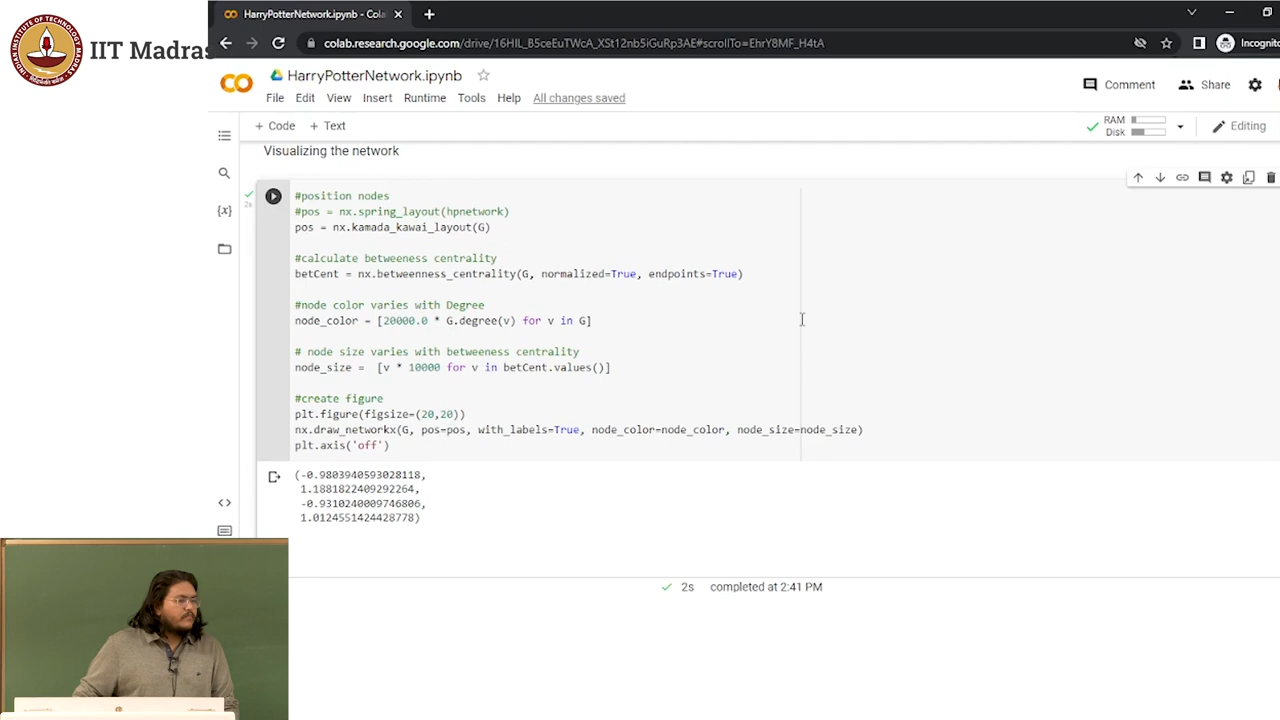 IIT Madras
HarryPotterNetwork.ipynb - Cola
colab.research.google.com/drive/16HIL_B5ceEuTWcA_XSt12nb5iGuRp3AE#scrollTo=EhrY8MF_H4tA
Incognito
HarryPotterNetwork.ipynb
File Edit View Insert Runtime Tools Help All changes saved
Comment Share
+ Code + Text
RAM
Disk
Editing
Visualizing the network
2s
#position nodes
#pos = nx.spring_layout(hpnetwork)
pos = nx.kamada_kawai_layout(G)
#calculate betweeness centrality
betCent = nx.betweenness_centrality(G, normalized=True, endpoints=True)
#node color varies with Degree
node_color = [20000.0 * G.degree(v) for v in G]
# node size varies with betweeness centrality
node_size =  [v * 10000 for v in betCent.values()]
#create figure
plt.figure(figsize=(20,20))
nx.draw_networkx(G, pos=pos, with_labels=True, node_color=node_color, node_size=node_size)
plt.axis('off')
(-0.9803940593028118,
1.1881822409292264,
-0.9310240009746806,
1.0124551424428778)
2s completed at 2:41 PM